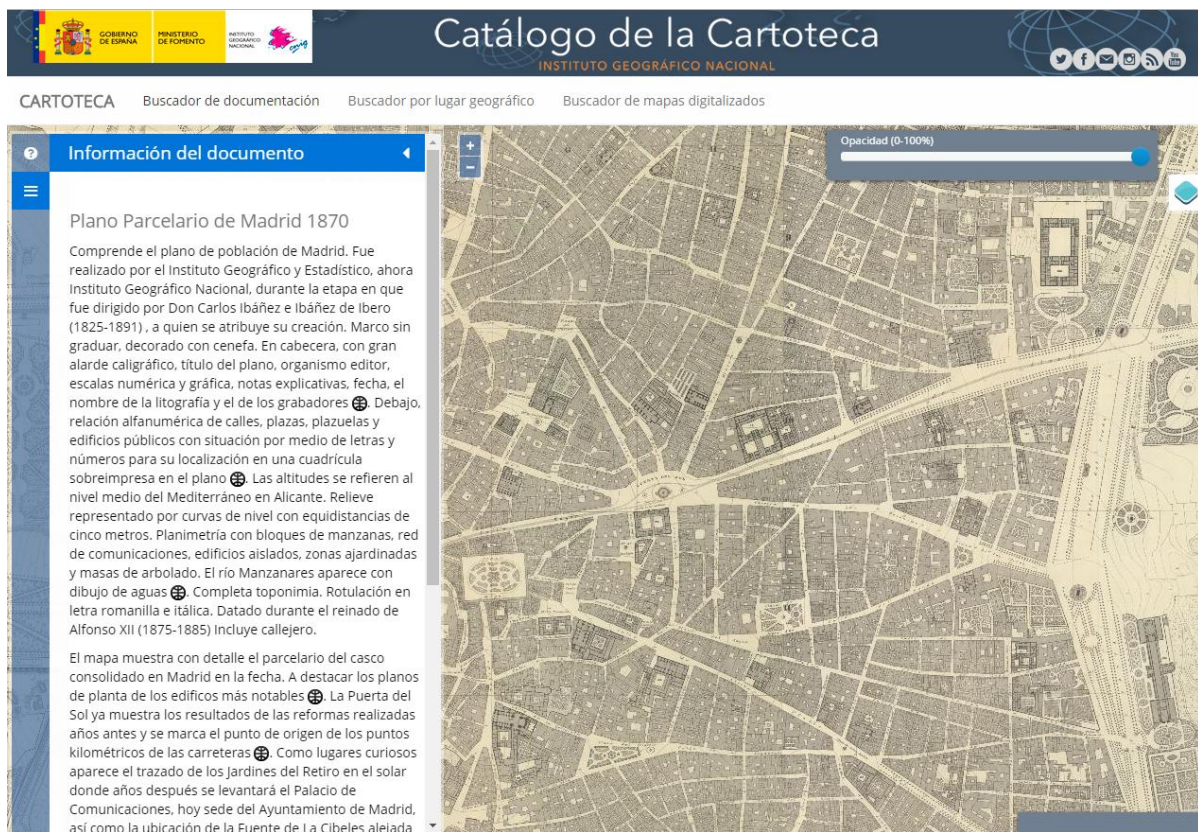 GOBIERNO
DE ESPAÑA
MINISTERIO
DE FOMENTO
INSTITUTO
GEOGRÁFICO
NACIONAL
cnig
Catálogo de la Cartoteca
INSTITUTO GEOGRÁFICO NACIONAL
CARTOTECA
Buscador de documentación
Buscador por lugar geográfico
Buscador de mapas digitalizados
Información del documento
+
-
Opacidad (0-100%)
Plano Parcelario de Madrid 1870
Comprende el plano de población de Madrid. Fue
realizado por el Instituto Geográfico y Estadístico, ahora
Instituto Geográfico Nacional, durante la etapa en que
fue dirigido por Don Carlos Ibáñez e Ibáñez de Ibero
(1825-1891) , a quien se atribuye su creación. Marco sin
graduar, decorado con cenefa. En cabecera, con gran
alarde caligráfico, título del plano, organismo editor,
escalas numérica y gráfica, notas explicativas, fecha, el
nombre de la litografía y el de los grabadores . Debajo,
relación alfanumérica de calles, plazas, plazuelas y
edificios públicos con situación por medio de letras y
números para su localización en una cuadrícula
sobreimpresa en el plano . Las altitudes se refieren al
nivel medio del Mediterráneo en Alicante. Relieve
representado por curvas de nivel con equidistancias de
cinco metros. Planimetría con bloques de manzanas, red
de comunicaciones, edificios aislados, zonas ajardinadas
y masas de arbolado. El río Manzanares aparece con
dibujo de aguas . Completa toponimia. Rotulación en
letra romanilla e itálica. Datado durante el reinado de
Alfonso XII (1875-1885) Incluye callejero.
El mapa muestra con detalle el parcelario del casco
consolidado en Madrid en la fecha. A destacar los planos
de planta de los edificos más notables . La Puerta del
Sol ya muestra los resultados de las reformas realizadas
años antes y se marca el punto de origen de los puntos
kilométricos de las carreteras . Como lugares curiosos
aparece el trazado de los Jardines del Retiro en el solar
donde años después se levantará el Palacio de
Comunicaciones, hoy sede del Ayuntamiento de Madrid,
así como la ubicación de la Fuente de La Cibeles alejada